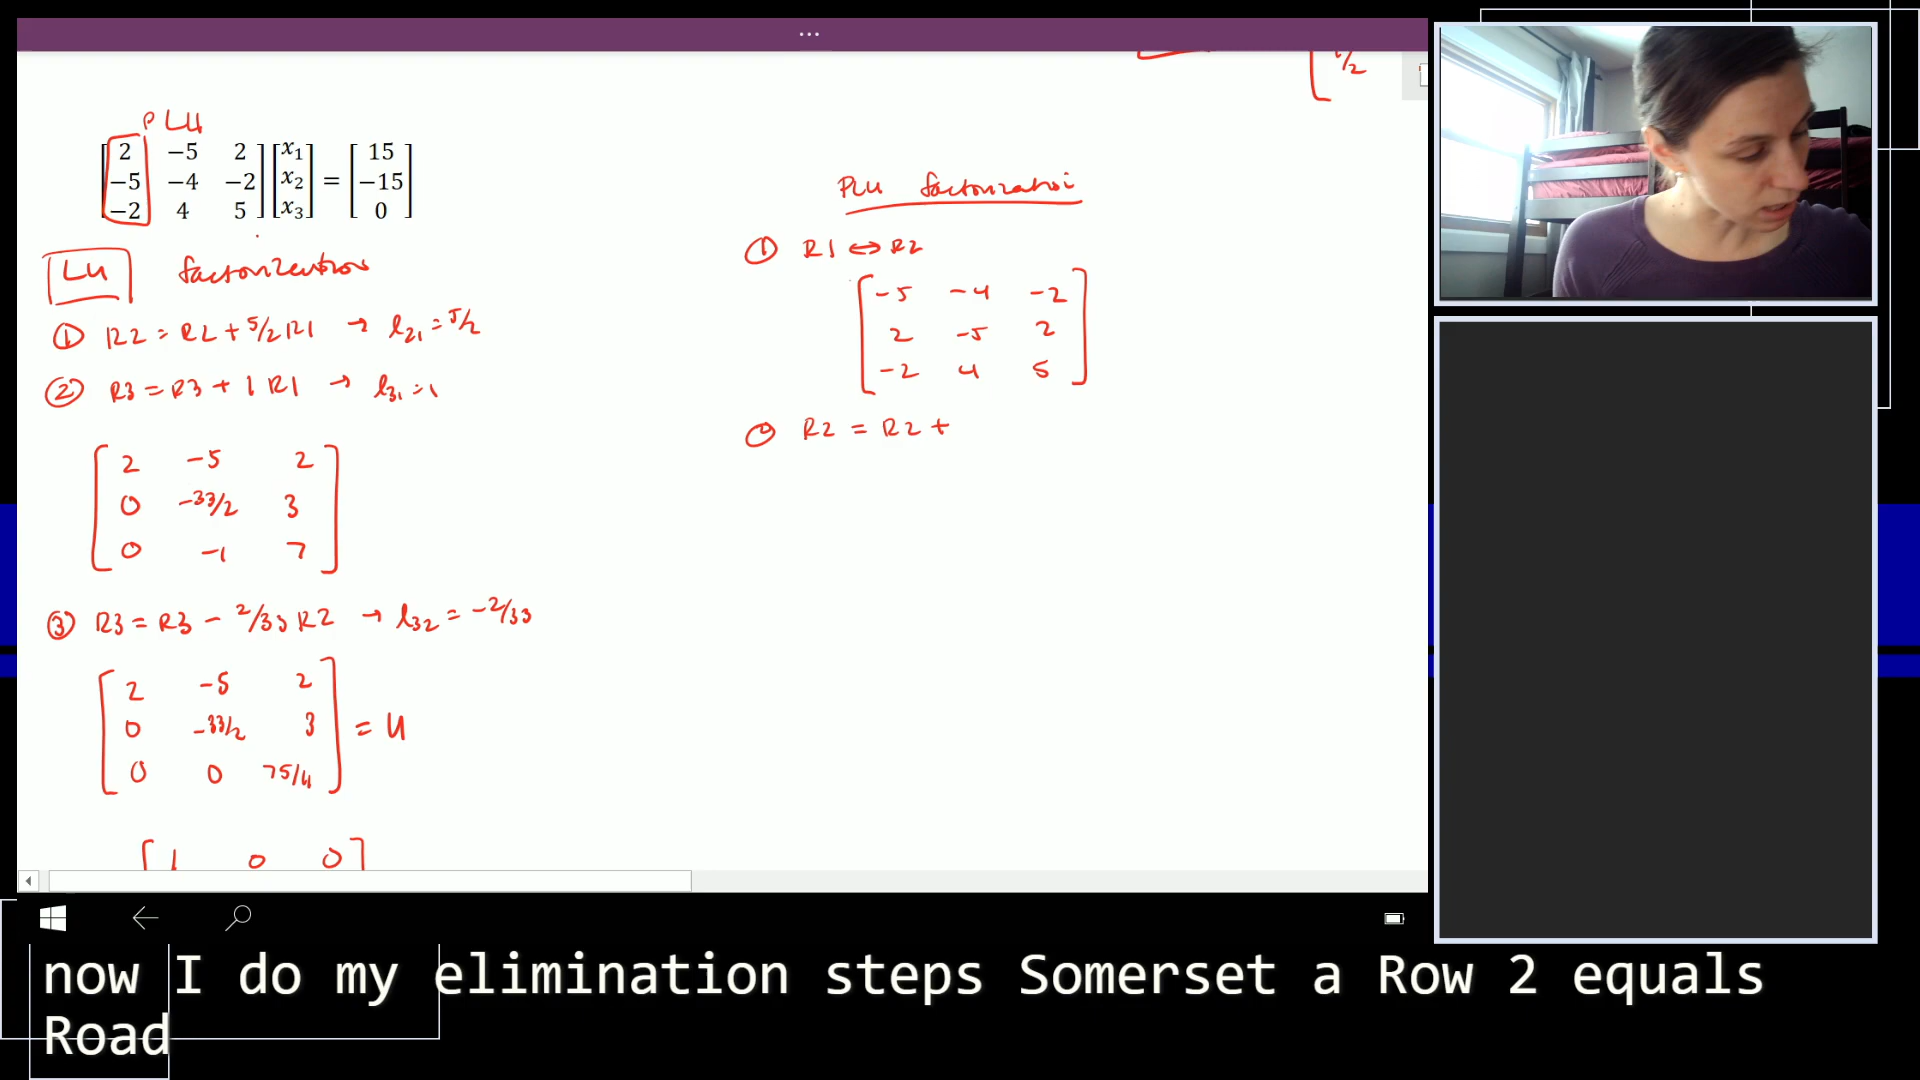 ...
1/2
PLU
2 −5 2 x1 15
−5 −4 −2 x2 = −15
−2 4 5 x3 0
LU factorization
① R2 = R2 + 5/2 R1 → l21 = 5/2
② R3 = R3 + 1 R1 → l31 = 1
2 -5 2
0 -33/2 3
0 -1 7
③ R3 = R3 - 2/33 R2 → l32 = -2/33
2 -5 2
0 -33/2 3 = U
0 0 75/11
1 0 0
PLU factorization
① R1 ↔ R2
-5 -4 -2
2 -5 2
-2 4 5
R2 = R2 +
now I do my elimination steps Somerset a Row 2 equals
Road